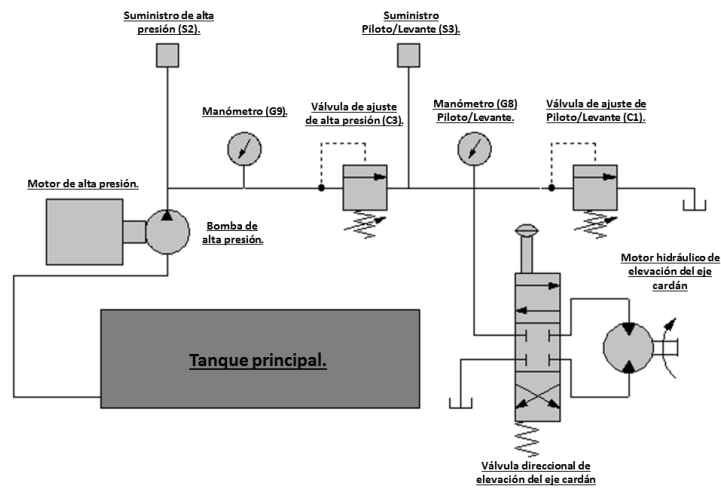 Suministro de alta
presión (S2).
Suministro
Piloto/Levante (S3).
Manómetro (G9).
Válvula de ajuste
de alta presión (C3).
Manómetro (G8)
Piloto/Levante.
Válvula de ajuste de
Piloto/Levante (C1).
Motor de alta presión.
Bomba de
alta presión.
Motor hidráulico de
elevación del eje
cardán
Tanque principal.
Válvula direccional de
elevación del eje cardán